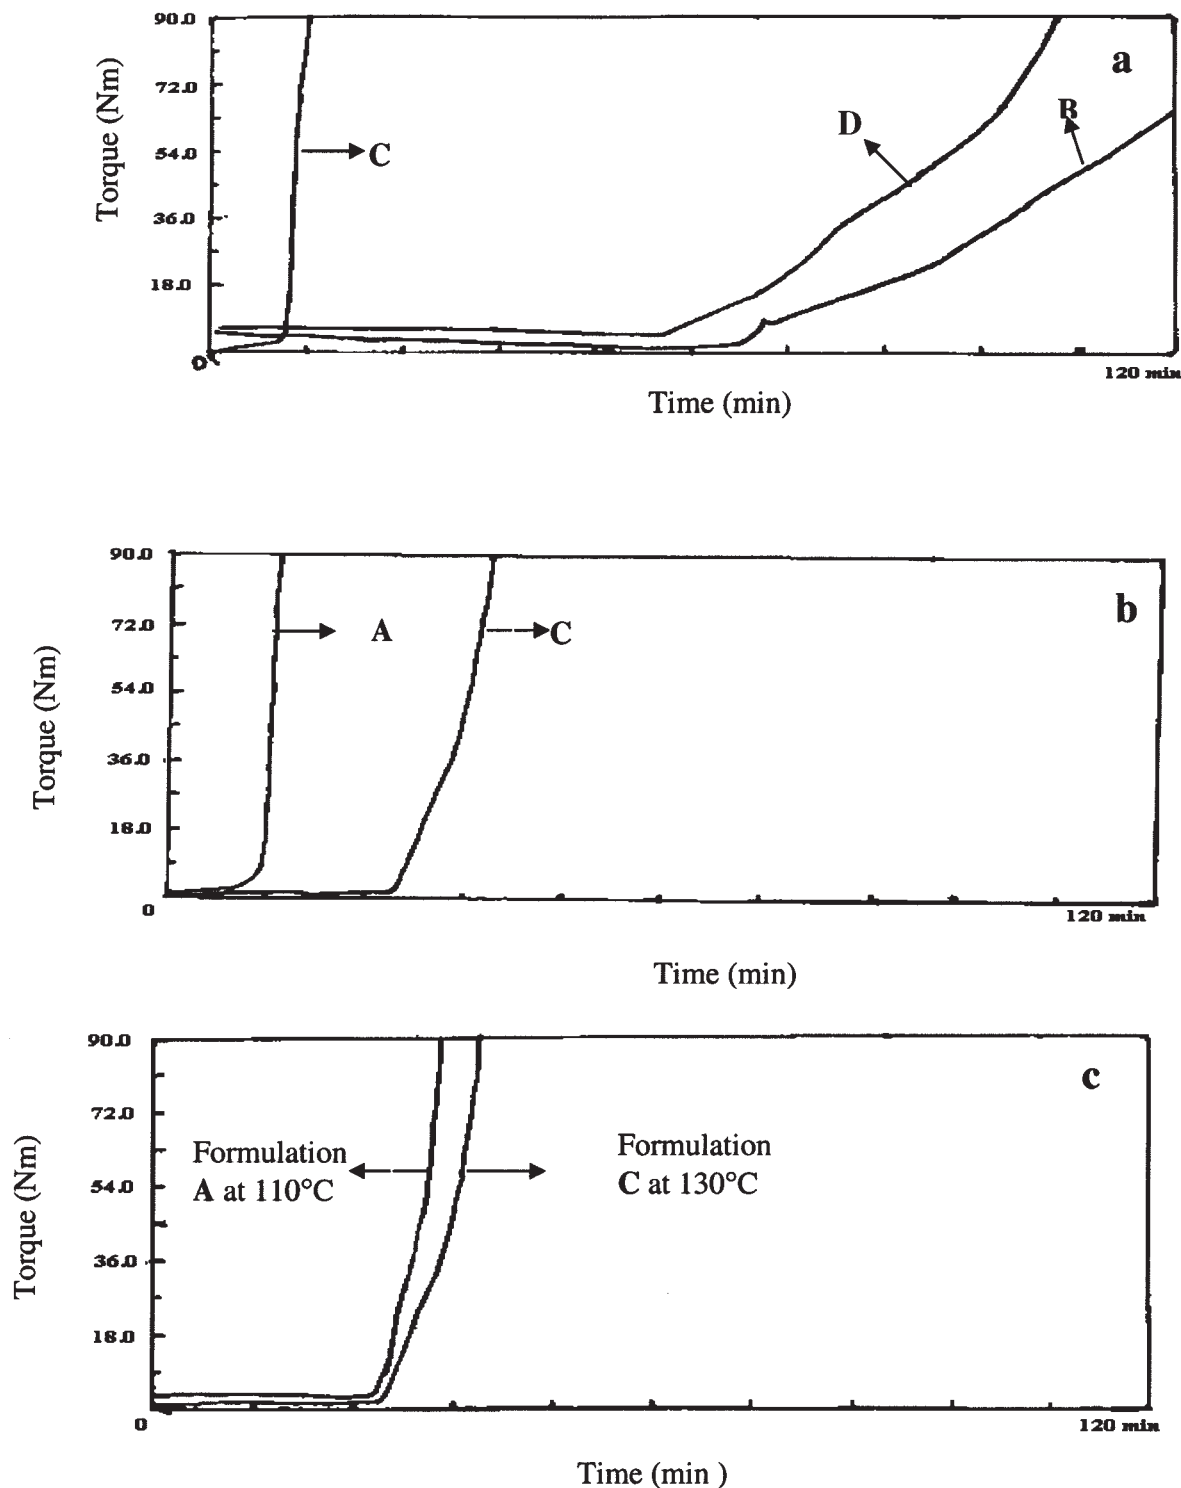 90.0
a
72.0
Torque (Nm)
54.0
36.0
18.0
C
D
B
0
120 min
Time (min)
90.0
b
72.0
Torque (Nm)
54.0
36.0
18.0
A
C
0
120 min
Time (min)
90.0
c
72.0
Torque (Nm)
54.0
36.0
18.0
Formulation
A at 110°C
Formulation
C at 130°C
0
120 min
Time (min )